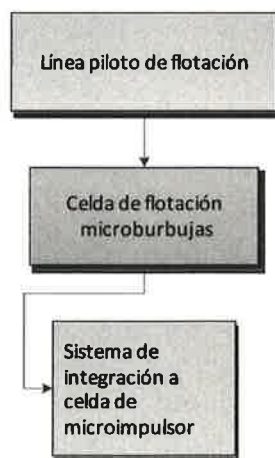 Línea piloto de flotación
Celda de flotación
microburbujas
Sistema de
integración a
celda de
microimpulsor